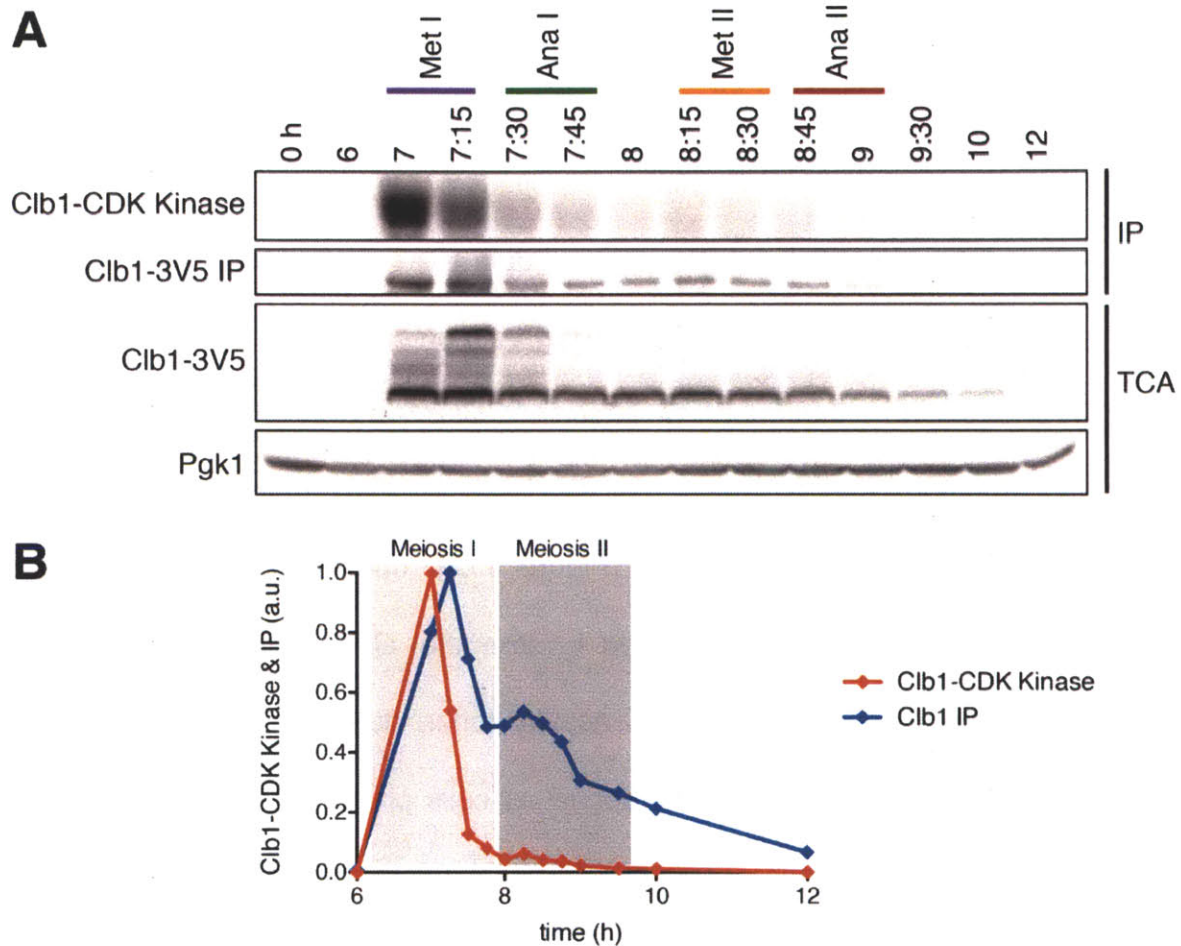 A
Met I
Ana I
Met II
Ana II
0 h
6
7
7:15
7:30
7:45
8
8:15
8:30
8:45
9
9:30
10
12
Clb1-CDK Kinase
Clb1-3V5 IP
IP
Clb1-3V5
TCA
Pgk1
B
Meiosis I
Meiosis II
Clb1-CDK Kinase & IP (a.u.)
1.0
0.8
0.6
0.4
0.2
0.0
6
8
10
12
time (h)
Clb1-CDK Kinase
Clb1 IP